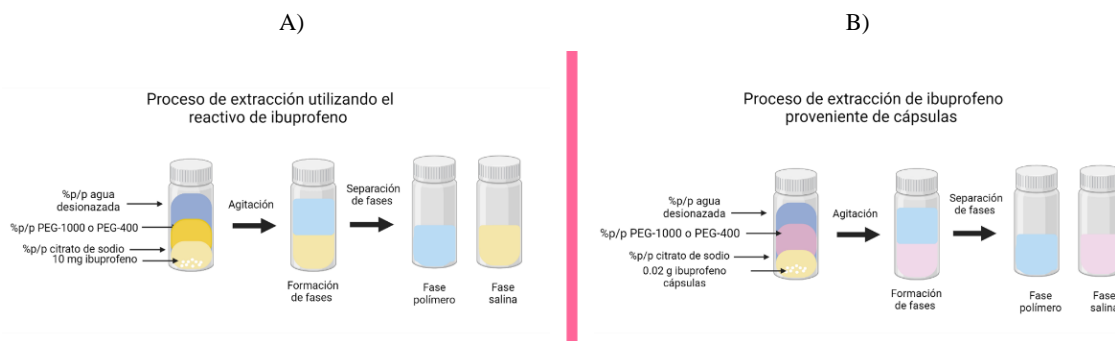 A)
Proceso de extracción utilizando el
reactivo de ibuprofeno
%p/p agua
desionizada
%p/p PEG-1000 o PEG-400
%p/p citrato de sodio
10 mg ibuprofeno
Agitación
Formación
de fases
Separación
de fases
Fase
polímero
Fase
salina
B)
Proceso de extracción de ibuprofeno
proveniente de cápsulas
%p/p agua
desionazada
%p/p PEG-1000 o PEG-400
%p/p citrato de sodio
0.02 g ibuprofeno
cápsulas
Agitación
Formación
de fases
Separación
de fases
Fase
polímero
Fase
salina